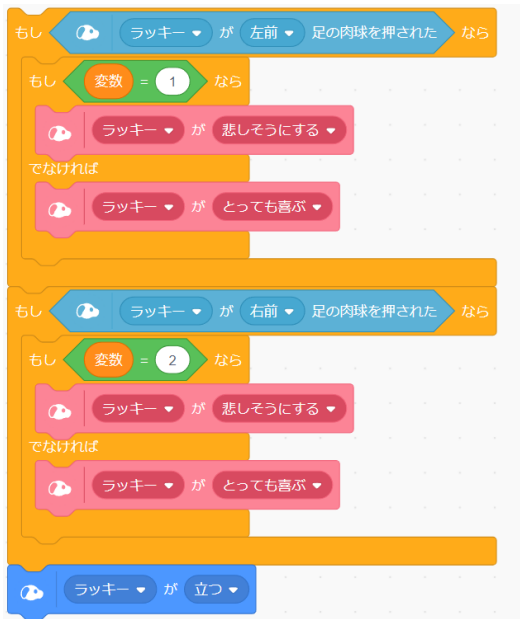 もし ラッキー が 左前 足の肉球を押された なら
もし 変数 = 1 なら
ラッキー が 悲しそうにする
でなければ
ラッキー が とっても喜ぶ
もし ラッキー が 右前 足の肉球を押された なら
もし 変数 = 2 なら
ラッキー が 悲しそうにする
でなければ
ラッキー が とっても喜ぶ
ラッキー が 立つ